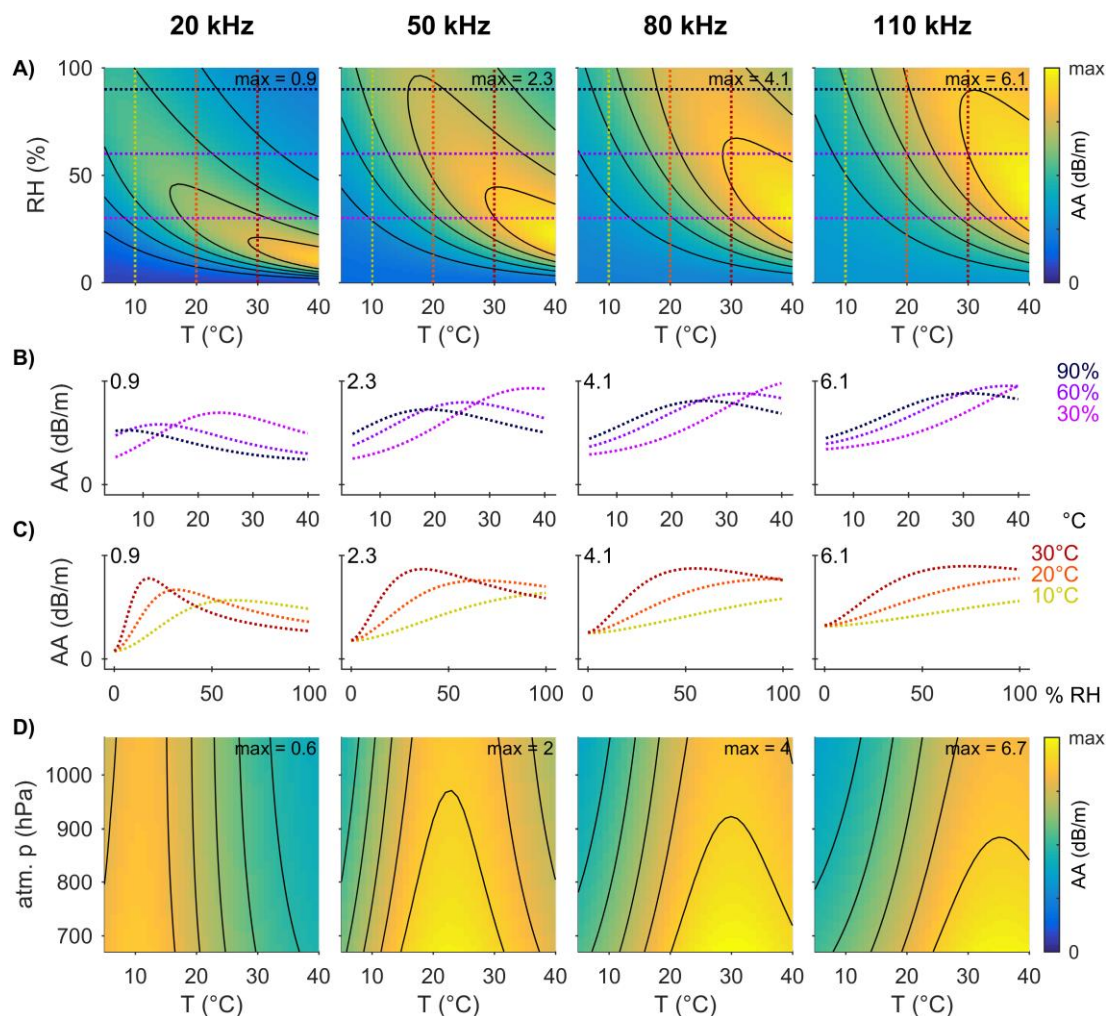 20 kHz 50 kHz 80 kHz 110 kHz
A)
max = 0.9 max = 2.3 max = 4.1 max = 6.1
RH (%)
100
50
0
10 20 30 40 10 20 30 40 10 20 30 40 10 20 30 40
T (°C) T (°C) T (°C) T (°C)
max
AA (dB/m)
0
B)
AA (dB/m)
0.9 2.3 4.1 6.1
0 0 0 0
90%
60%
30%
10 20 30 40 10 20 30 40 10 20 30 40 10 20 30 40
°C
C)
AA (dB/m)
0.9 2.3 4.1 6.1
0 0 0 0
30°C
20°C
10°C
0 50 100 0 50 100 0 50 100 0 50 100
% RH
D)
max = 0.6 max = 2 max = 4 max = 6.7
atm. p (hPa)
1000
900
800
700
10 20 30 40 10 20 30 40 10 20 30 40 10 20 30 40
T (°C) T (°C) T (°C) T (°C)
max
AA (dB/m)
0